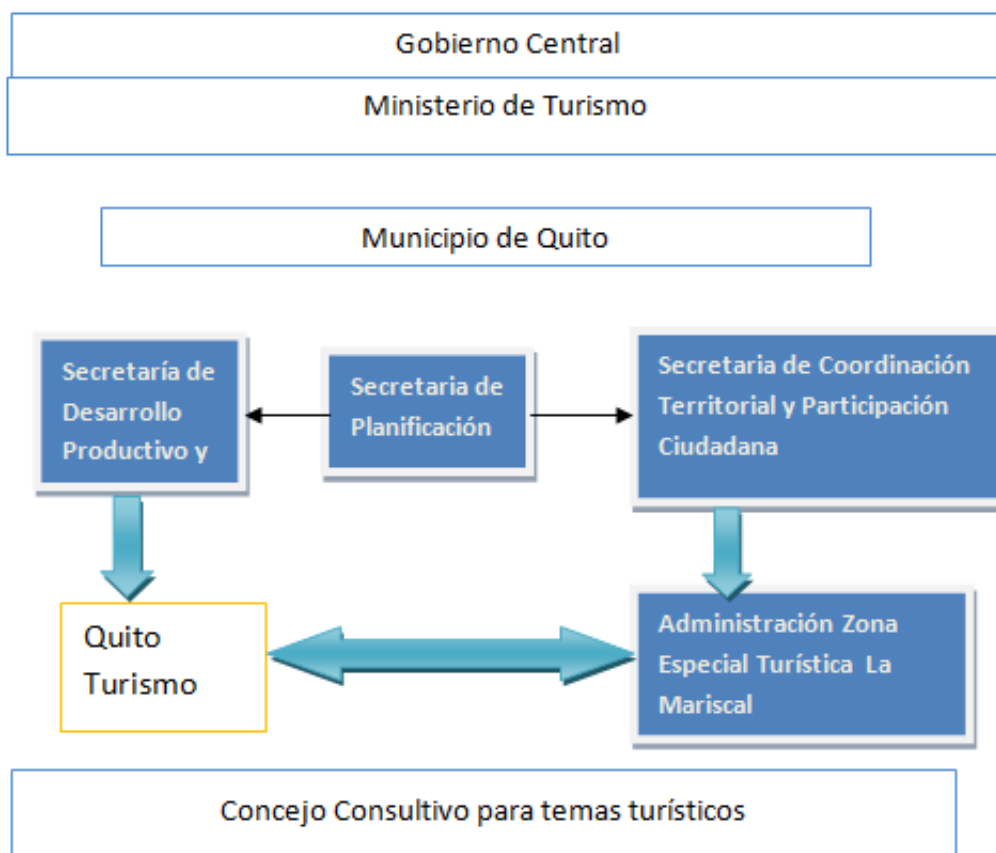 Gobierno Central
Ministerio de Turismo
Municipio de Quito
Secretaría de
Desarrollo
Productivo y
Secretaria de
Planificación
Secretaria de Coordinación
Territorial y Participación
Ciudadana
Quito
Turismo
Administración Zona
Especial Turística La
Mariscal
Concejo Consultivo para temas turísticos